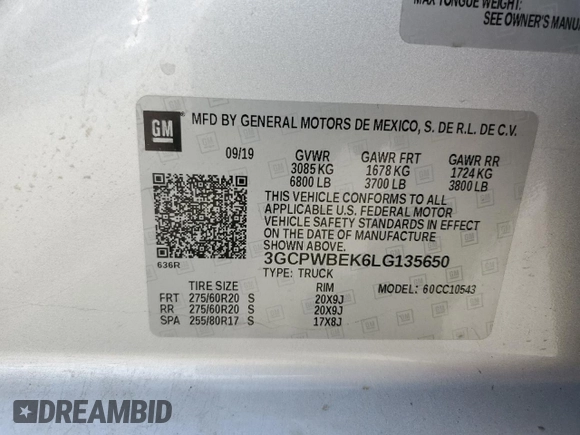 MAX TONGUE WEIGHT:
SEE OWNER'S MANUA
GM
MFD BY GENERAL MOTORS DE MEXICO, S. DE R.L. DE C.V.
09/19 GVWR GAWR FRT GAWR RR
3085 KG 1678 KG 1724 KG
6800 LB 3700 LB 3800 LB
THIS VEHICLE CONFORMS TO ALL
APPLICABLE U.S. FEDERAL MOTOR
VEHICLE SAFETY STANDARDS IN EFFECT
ON THE DATE OF MANUFACTURE
SHOWN ABOVE.
636R
3GCPWBEK6LG135650
TYPE: TRUCK MODEL: 60CC10543
TIRE SIZE RIM
FRT 275/60R20 S 20X9J
RR 275/60R20 S 20X9J
SPA 255/80R17 S 17X8J
DREAMBID